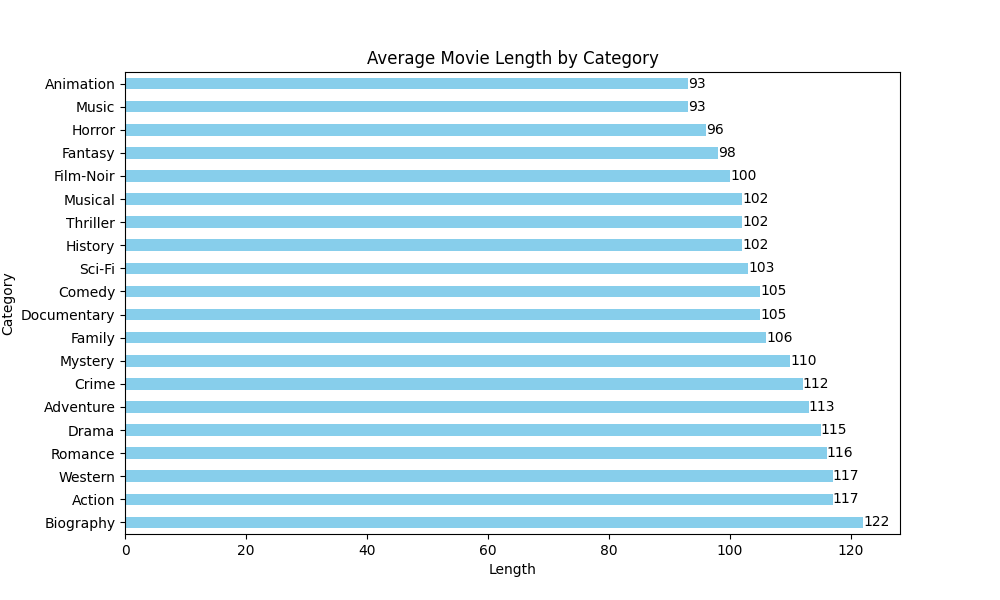 Average Movie Length by Category
Animation 93
Music 93
Horror 96
Fantasy 98
Film-Noir 100
Musical 102
Thriller 102
History 102
Sci-Fi 103
Comedy 105
Documentary 105
Family 106
Mystery 110
Crime 112
Adventure 113
Drama 115
Romance 116
Western 117
Action 117
Biography 122
Category
0 20 40 60 80 100 120
Length